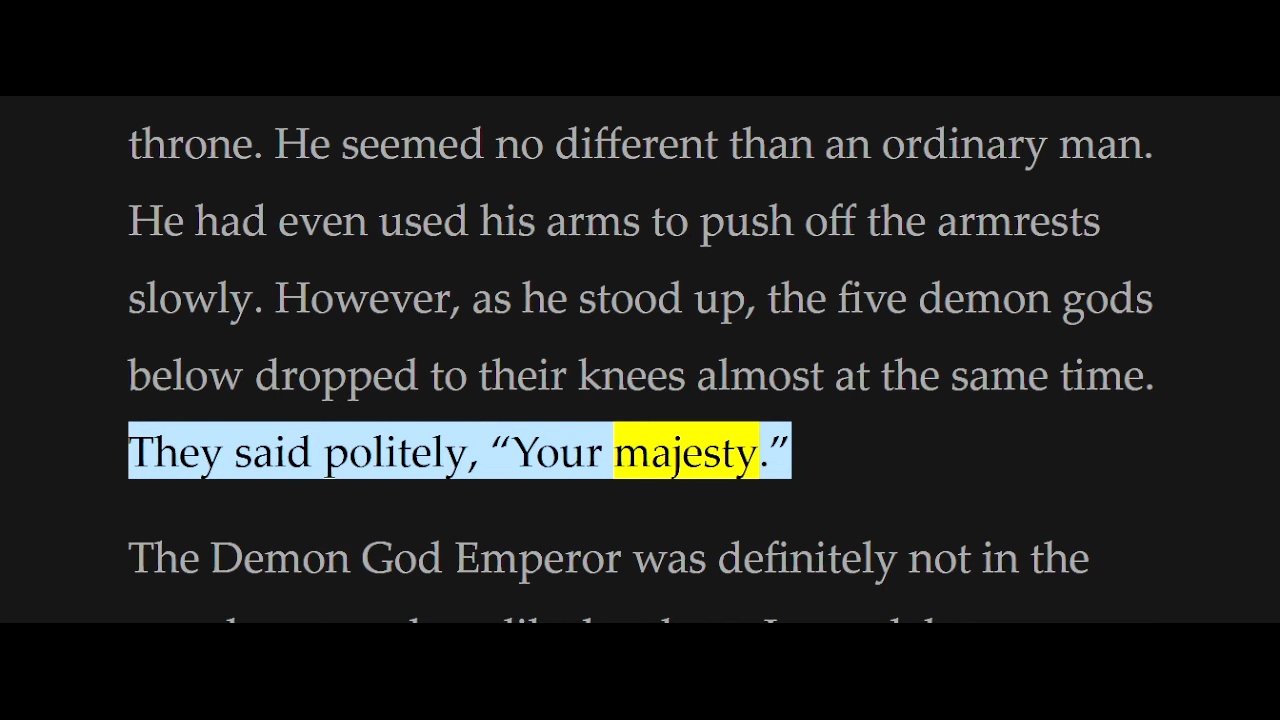 throne. He seemed no different than an ordinary man.
He had even used his arms to push off the armrests
slowly. However, as he stood up, the five demon gods
below dropped to their knees almost at the same time.
They said politely, “Your majesty.”
The Demon God Emperor was definitely not in the